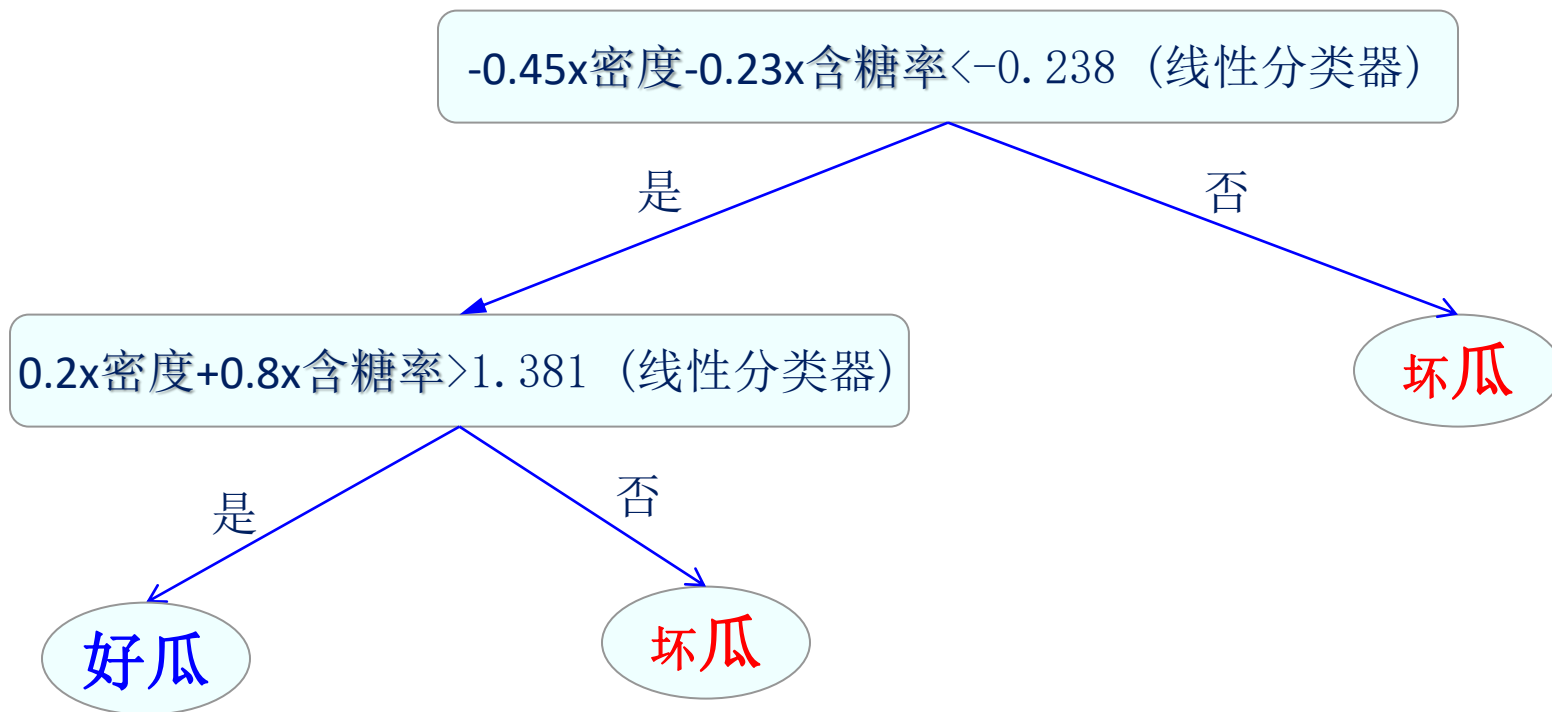 -0.45x密度-0.23x含糖率<-0.238 (线性分类器)
是
否
0.2x密度+0.8x含糖率>1.381 (线性分类器)
坏瓜
是
否
好瓜
坏瓜